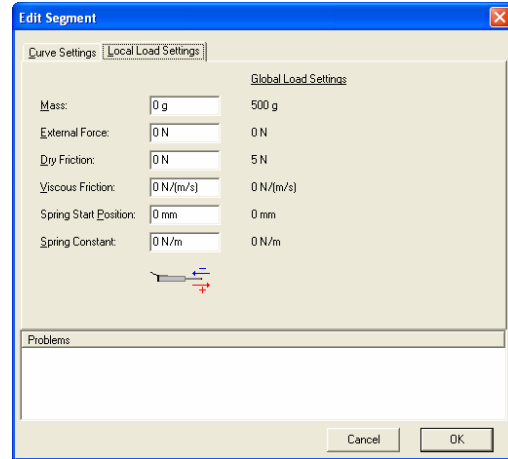 Edit Segment
Curve Settings Local Load Settings
Global Load Settings
Mass: 0 g 500 g
External Force: 0 N 0 N
Dry Friction: 0 N 5 N
Viscous Friction: 0 N/(m/s) 0 N/(m/s)
Spring Start Position: 0 mm 0 mm
Spring Constant: 0 N/m 0 N/m
− 
+
Problems
Cancel OK